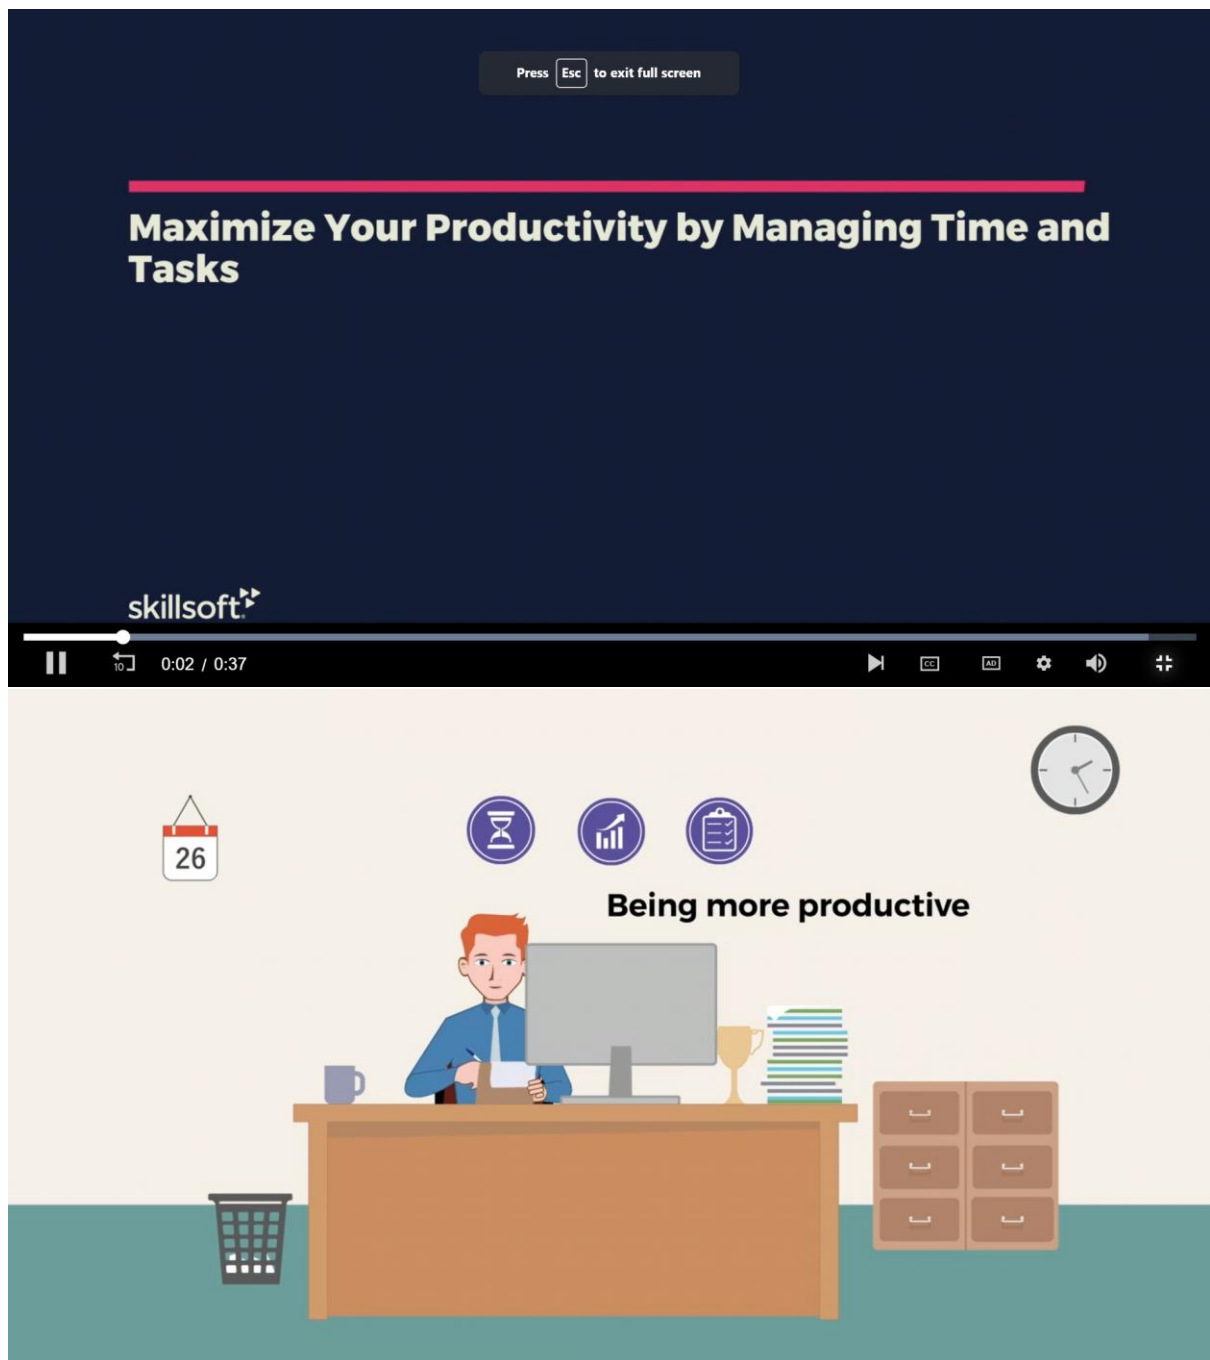 Press Esc to exit full screen
Maximize Your Productivity by Managing Time and
Tasks
skillsoft
10 0:02 / 0:37 CC AD
26
Being more productive